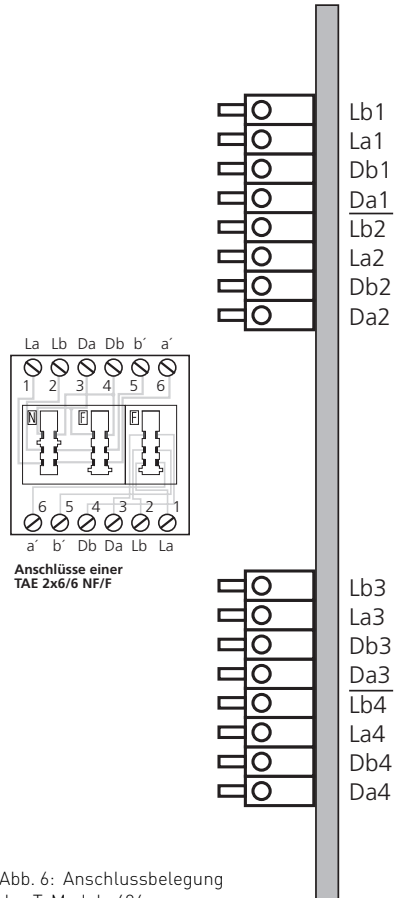 Lb1
La1
Db1
Da1
Lb2
La2
Db2
Da2
La Lb Da Db b´ a´
1 2 3 4 5 6
N F F
6 5 4 3 2 1
a´ b´ Db Da Lb La
Anschlüsse einer
TAE 2x6/6 NF/F
Lb3
La3
Db3
Da3
Lb4
La4
Db4
Da4
Abb. 6: Anschlussbelegung